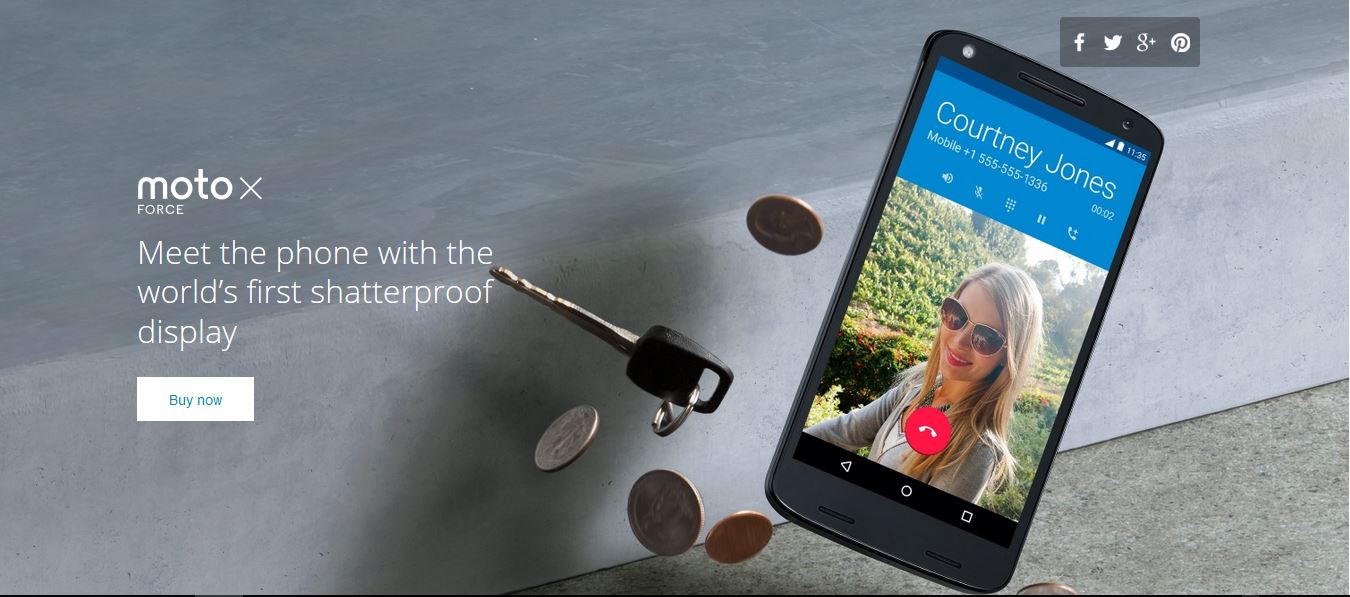 moto x
FORCE
Meet the phone with the
world's first shatterproof
display
Buy now
11:35
Courtney Jones
Mobile +1 555-555-1336
00:02